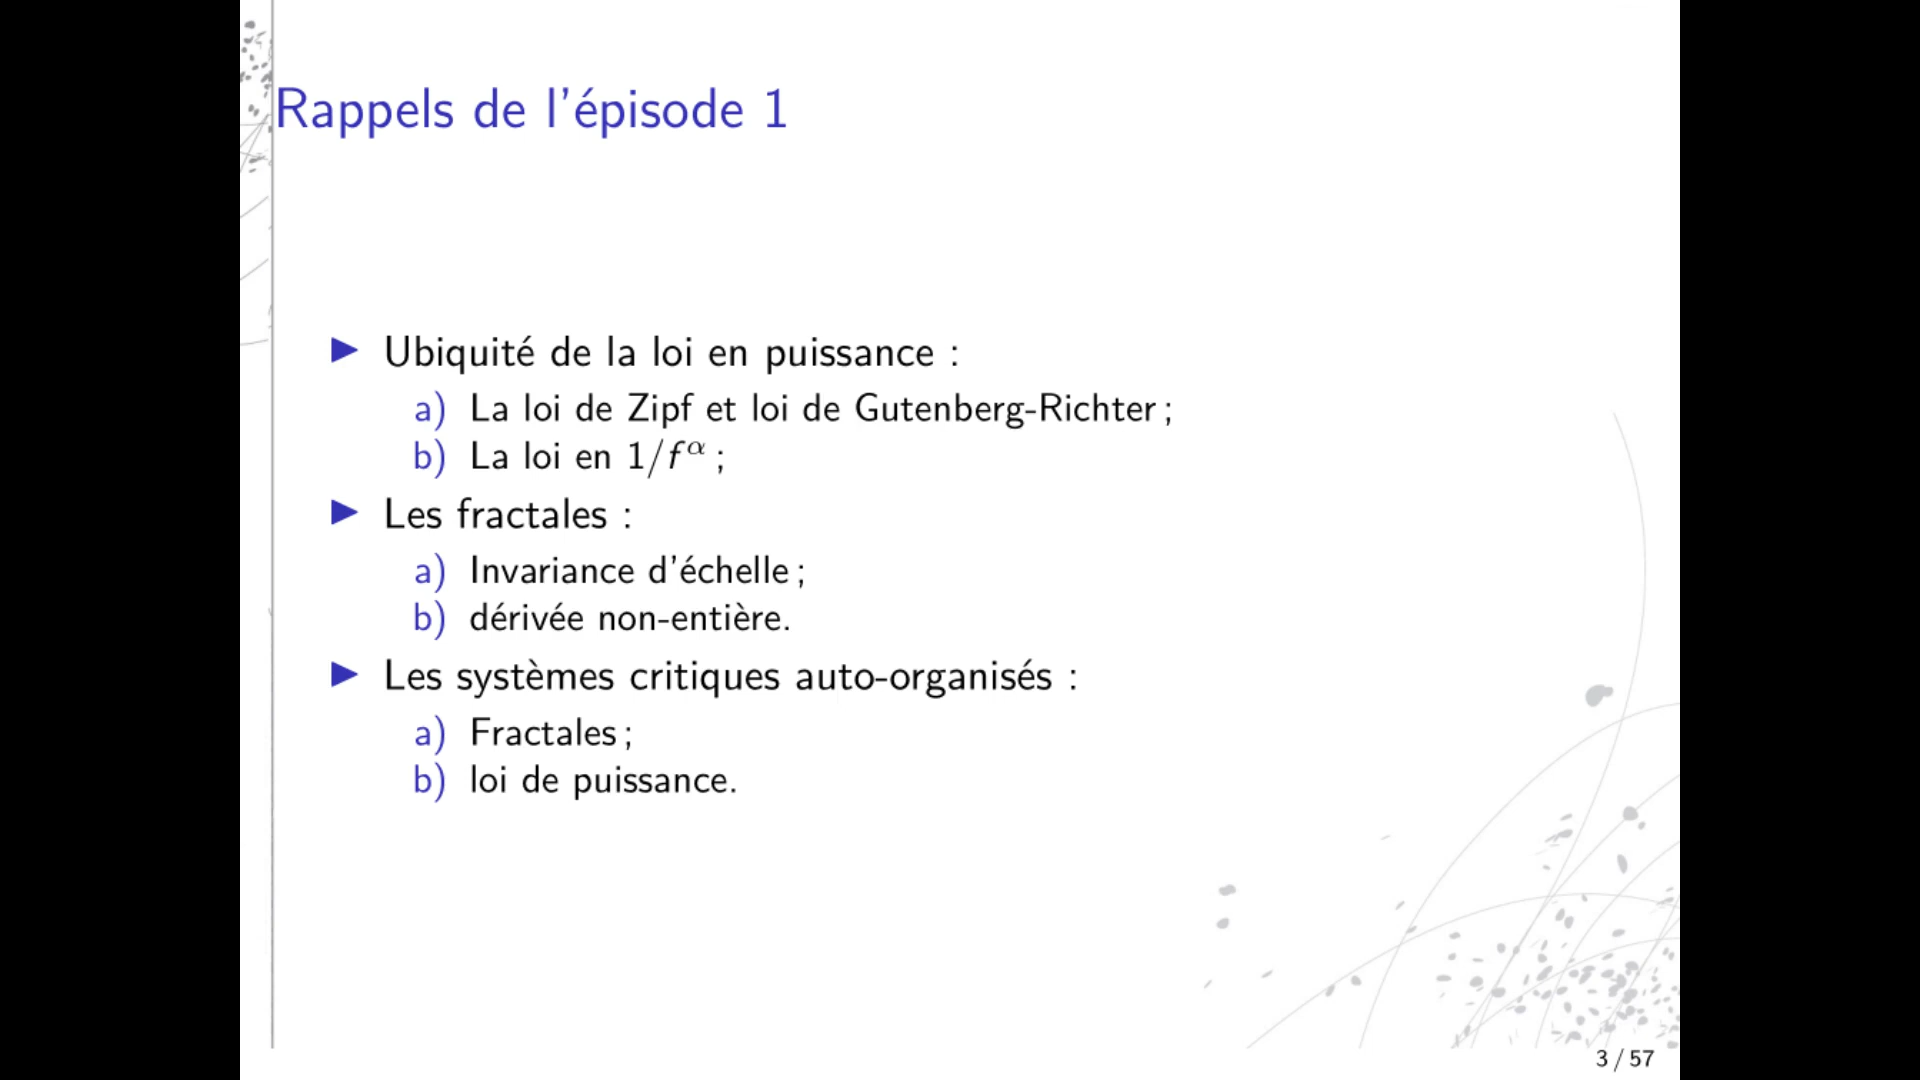 Rappels de l'épisode 1
▶ Ubiquité de la loi en puissance :
a) La loi de Zipf et loi de Gutenberg-Richter ;
b) La loi en 1/f^α ;
▶ Les fractales :
a) Invariance d'échelle ;
b) dérivée non-entière.
▶ Les systèmes critiques auto-organisés :
a) Fractales ;
b) loi de puissance.
3 / 57